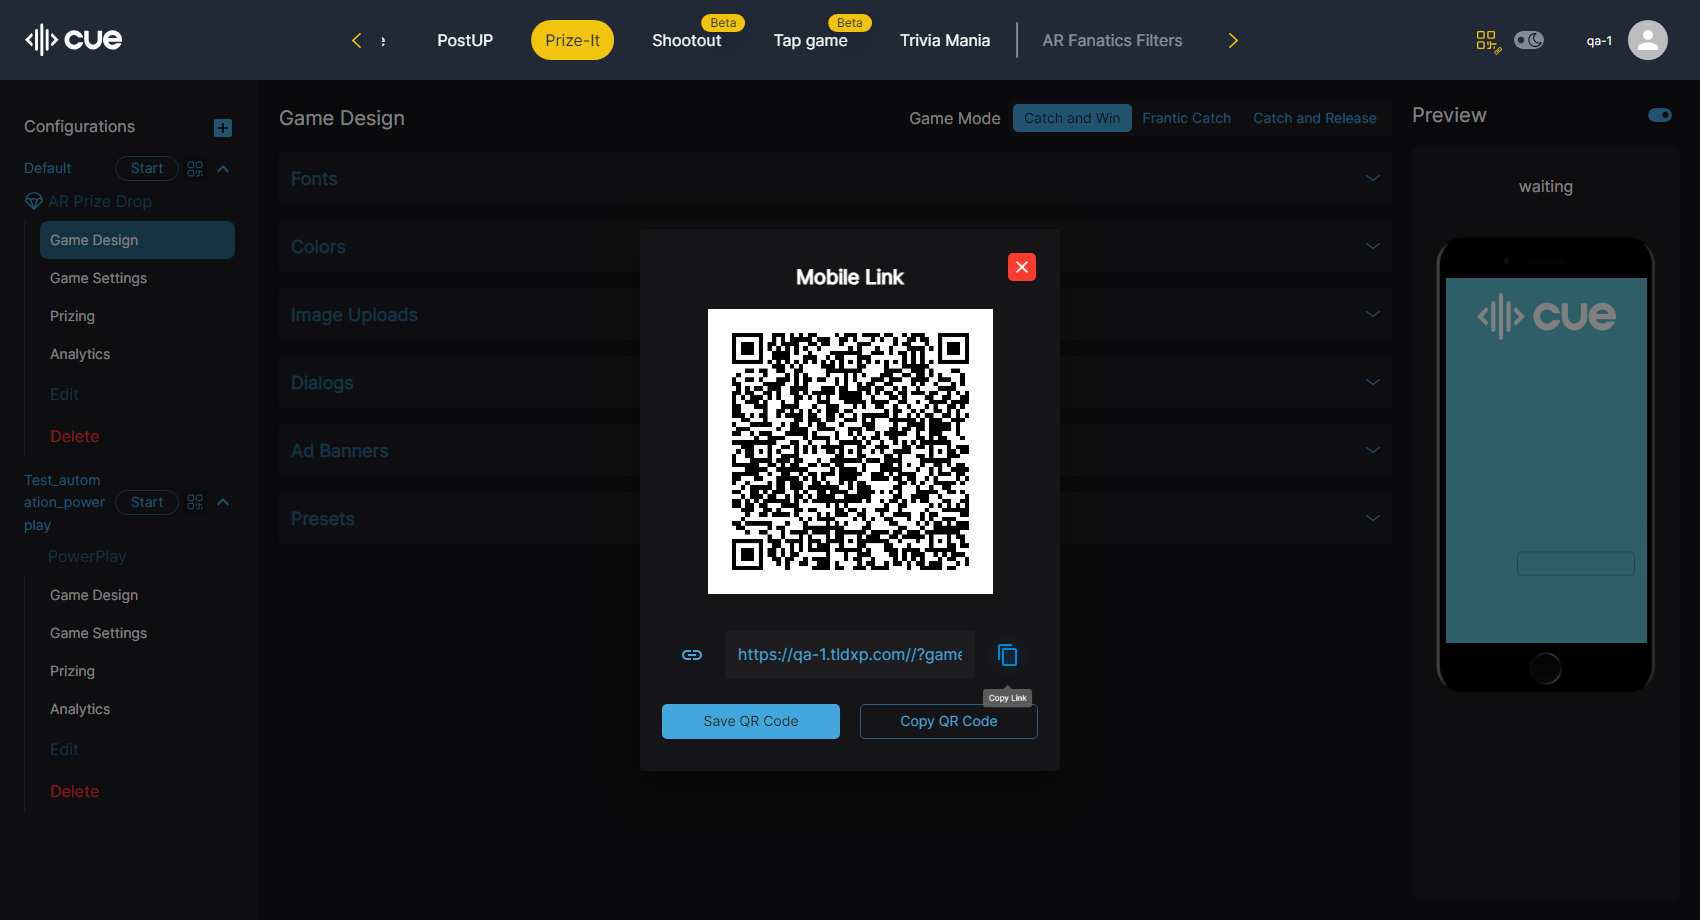 cue
PostUP
Prize-It
Shootout
Beta
Tap game
Beta
Trivia Mania
AR Fanatics Filters
qa-1
Configurations
Default
Start
AR Prize Drop
Game Design
Game Settings
Prizing
Analytics
Edit
Delete
Test_autom
ation_power
play
Start
PowerPlay
Game Design
Game Settings
Prizing
Analytics
Edit
Delete
Game Design
Game Mode
Catch and Win
Frantic Catch
Catch and Release
Fonts
Colors
Image Uploads
Dialogs
Ad Banners
Presets
Mobile Link
https://qa-1.tldxp.com//?game
Copy Link
Save QR Code
Copy QR Code
Preview
waiting
cue